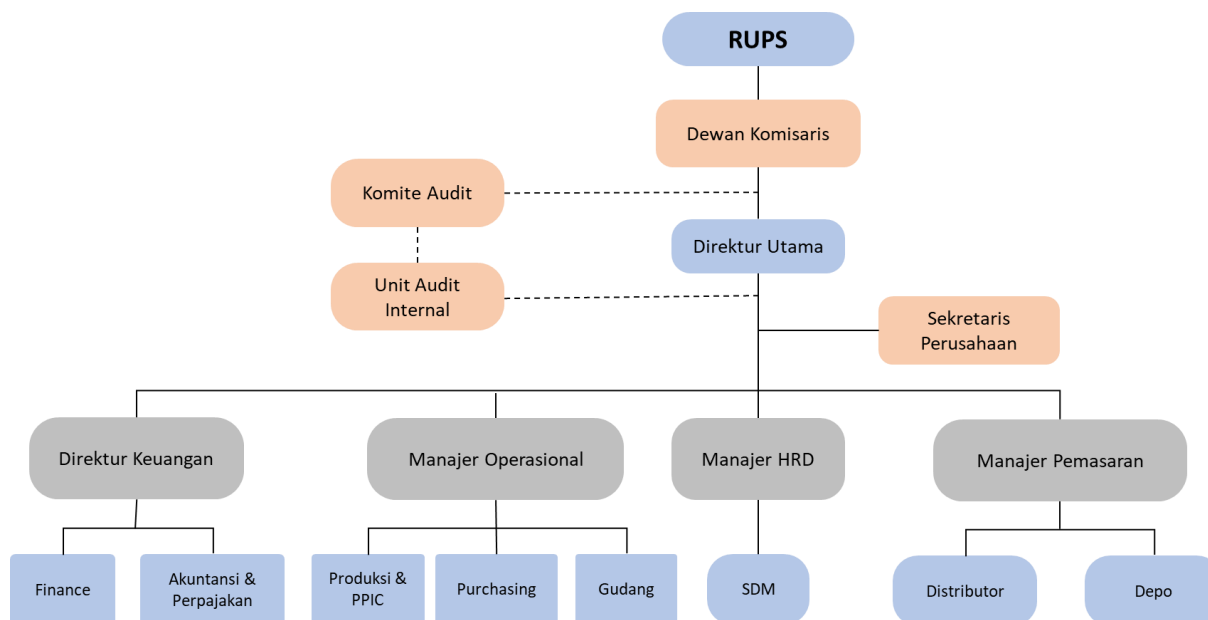 RUPS
Dewan Komisaris
Komite Audit
Direktur Utama
Unit Audit
Internal
Sekretaris
Perusahaan
Direktur Keuangan
Manajer Operasional
Manajer HRD
Manajer Pemasaran
Finance
Akuntansi &
Perpajakan
Produksi &
PPIC
Purchasing
Gudang
SDM
Distributor
Depo